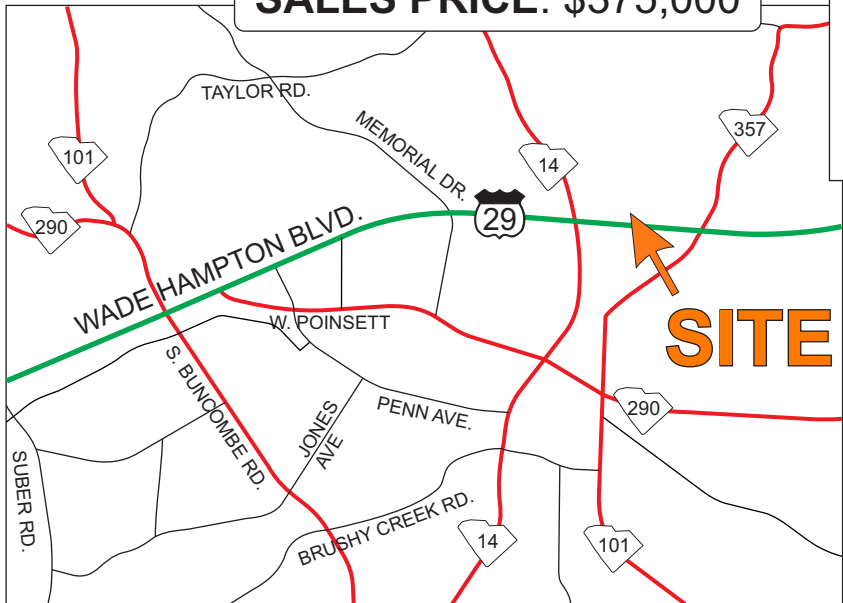 SALES PRICE: $375,000
TAYLOR RD.
MEMORIAL DR.
101
14
357
290
29
WADE HAMPTON BLVD.
W. POINSETT
SITE
S. BUNCOMBE RD.
JONES
AVE
PENN AVE.
290
SUBER RD.
BRUSHY CREEK RD.
14
101